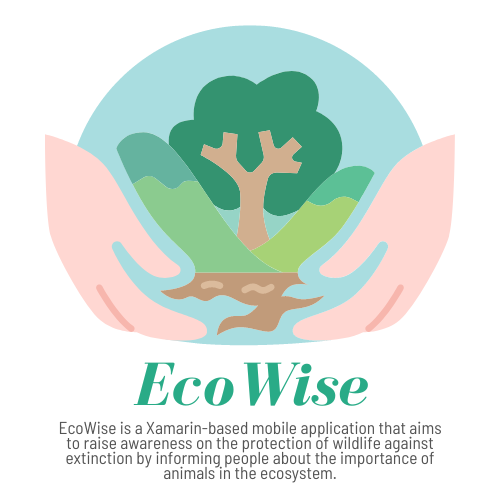 EcoWise
EcoWise is a Xamarin-based mobile application that aims
to raise awareness on the protection of wildlife against
extinction by informing people about the importance of
animals in the ecosystem.